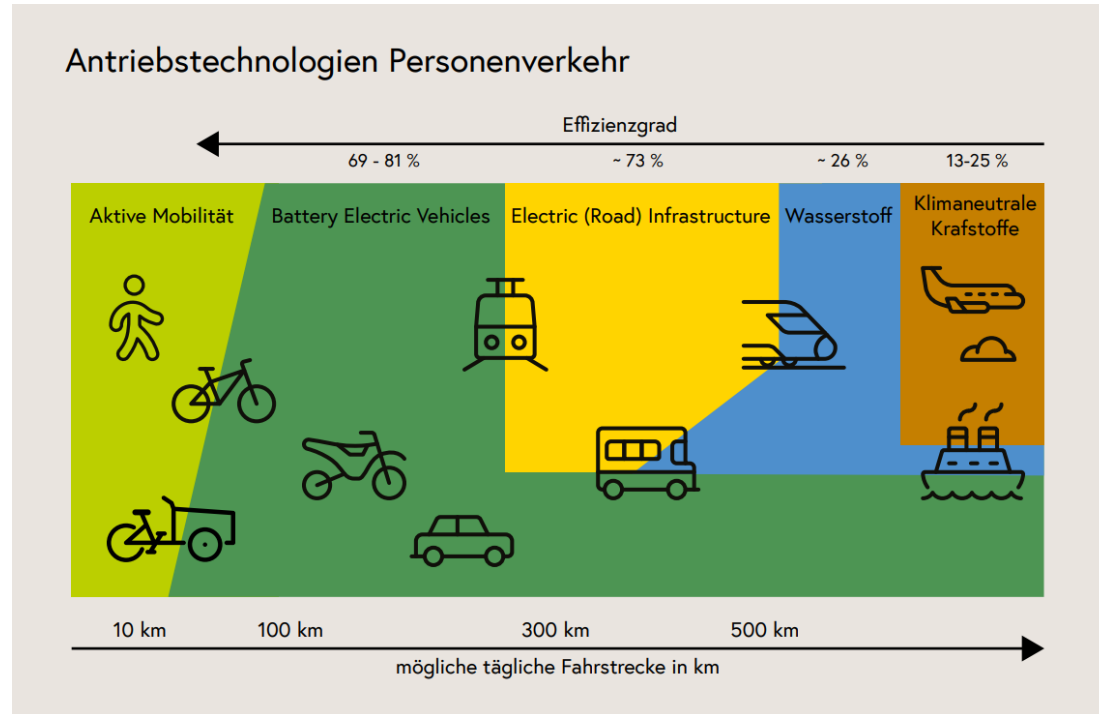 Antriebstechnologien Personenverkehr
Effizienzgrad
69 - 81 %
~ 73 %
~ 26 %
13-25 %
Aktive Mobilität
Battery Electric Vehicles
Electric (Road) Infrastructure
Wasserstoff
Klimaneutrale
Krafstoffe
10 km
100 km
300 km
500 km
mögliche tägliche Fahrstrecke in km